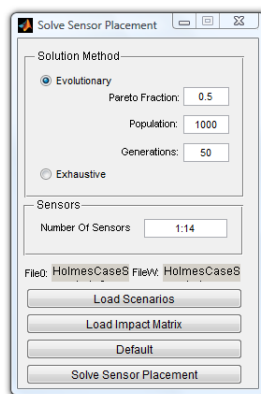 Solve Sensor Placement
Solution Method
Evolutionary
Pareto Fraction: 0.5
Population: 1000
Generations: 50
Exhaustive
Sensors
Number Of Sensors 1:14
File0: HolmesCaseS FileW: HolmesCaseS
Load Scenarios
Load Impact Matrix
Default
Solve Sensor Placement